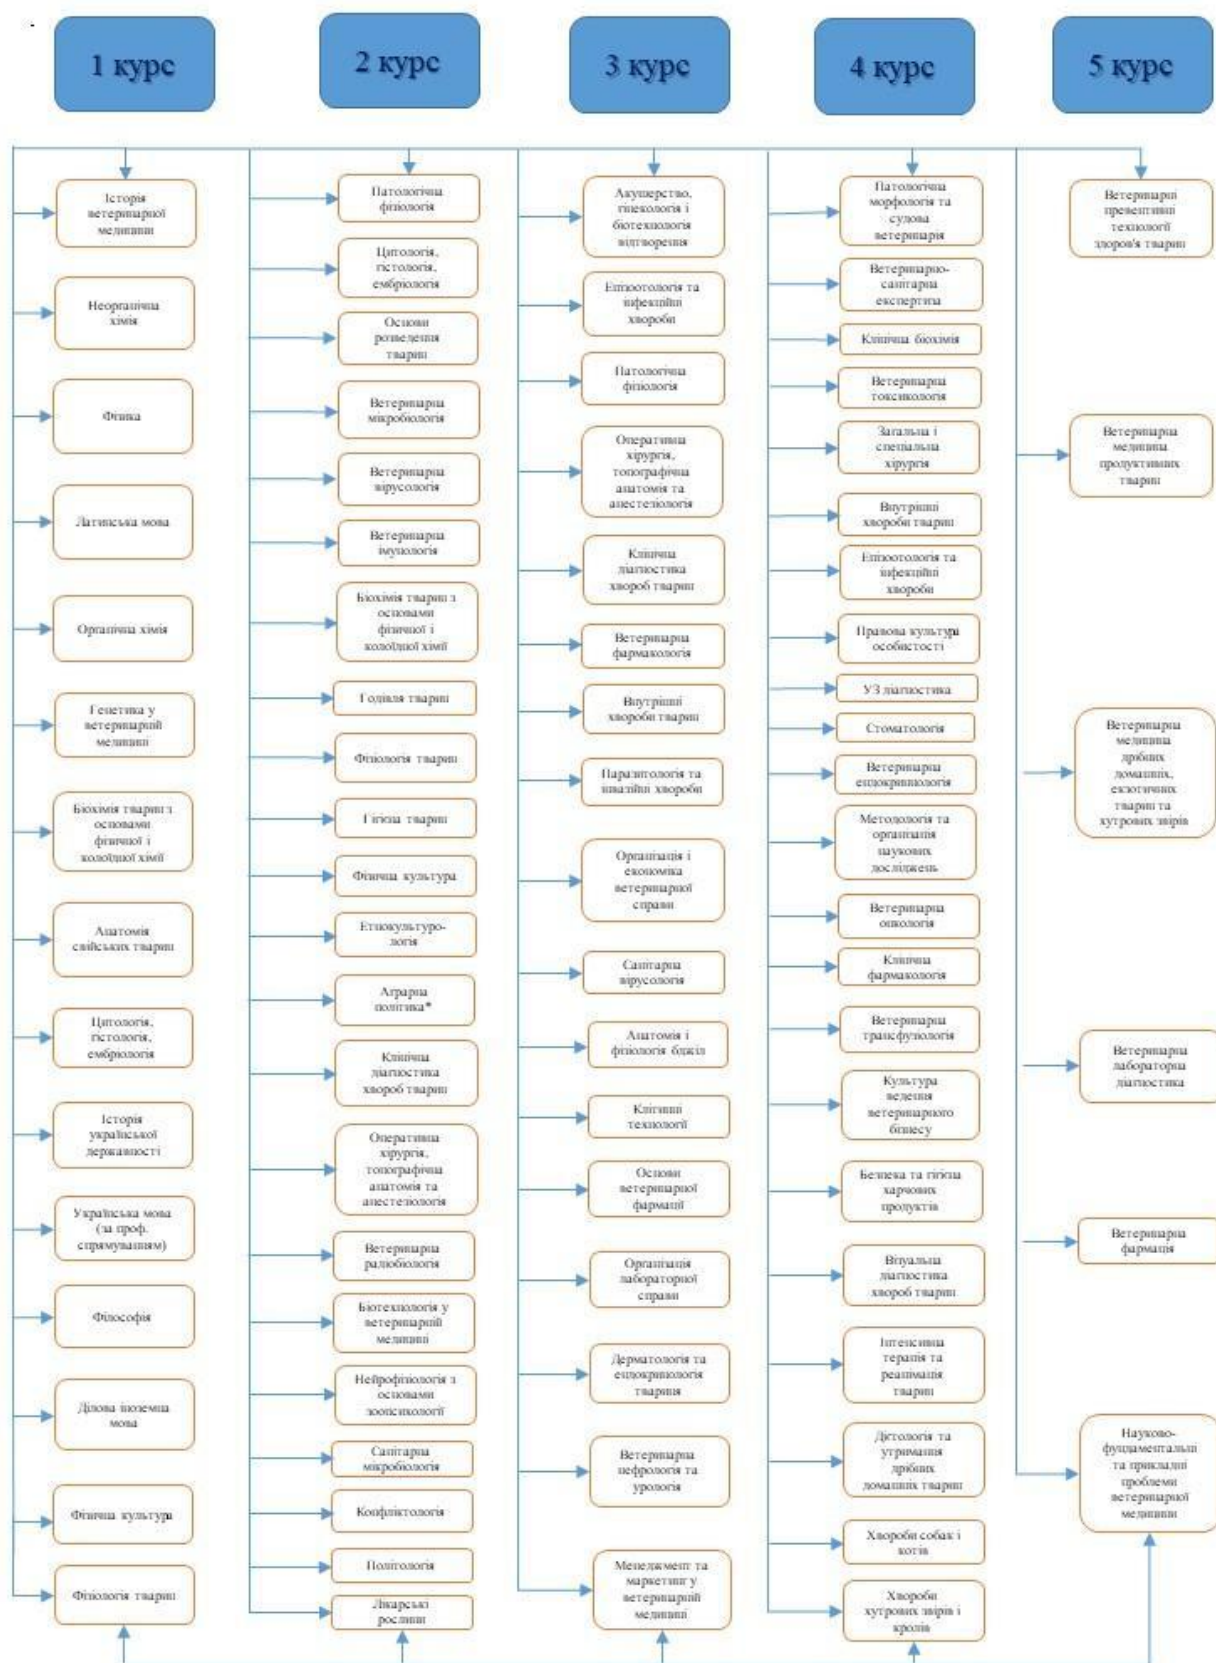 1 курс
2 курс
3 курс
4 курс
5 курс
Історія
ветеринарної
медицини
Неорганічна
хімія
Фізика
Латинська мова
Органічна хімія
Генетика у
ветеринарній
медицині
Біохімія тварин з
основами
фізичної і
колоїдної хімії
Анатомія
свійських тварин
Цитологія,
гістологія,
ембріологія
Історія
української
державності
Українська мова
(за проф.
спрямуванням)
Філософія
Ділова іноземна
мова
Фізична культура
Фізіологія тварин
Патологічна
фізіологія
Цитологія,
гістологія,
ембріологія
Основи
розведення
тварин
Ветеринарна
мікробіологія
Ветеринарна
вірусологія
Ветеринарна
імунологія
Біохімія тварин з
основами
фізичної і
колоїдної хімії
Годівля тварин
Фізіологія тварин
Гігієна тварин
Фізична культура
Етнокультуро-
логія
Аграрна
політика*
Клінічна
діагностика
хвороб тварин
Оперативна
хірургія,
топографічна
анатомія та
анестезіологія
Ветеринарна
радіобіологія
Біотехнологія у
ветеринарній
медицині
Нейрофізіологія з
основами
зоопсихології
Санітарна
мікробіологія
Конфліктологія
Політологія
Лікарські
рослини
Акушерство,
гінекологія і
біотехнологія
відтворення
Епізоотологія та
інфекційні
хвороби
Патологічна
фізіологія
Оперативна
хірургія,
топографічна
анатомія та
анестезіологія
Клінічна
діагностика
хвороб тварин
Ветеринарна
фармакологія
Внутрішні
хвороби тварин
Паразитологія та
інвазійні хвороби
Організація і
економіка
ветеринарної
справи
Санітарна
вірусологія
Анатомія і
фізіологія бджіл
Клітинні
технології
Основи
ветеринарної
фармації
Організація
лабораторної
справи
Дерматологія та
ендокринологія
тварини
Ветеринарна
нефрологія та
урологія
Менеджмент та
маркетинг у
ветеринарній
медицині
Патологічна
морфологія та
судова
ветеринарія
Ветеринарно-
санітарна
експертиза
Клінічна біохімія
Ветеринарна
токсикологія
Загальна і
спеціальна
хірургія
Внутрішні
хвороби тварин
Епізоотологія та
інфекційні
хвороби
Правова культура
особистості
УЗ діагностика
Стоматологія
Ветеринарна
ендокринологія
Методологія та
організація
наукових
досліджень
Ветеринарна
онкологія
Клінічна
фармакологія
Ветеринарна
трансфузіологія
Культура
ведення
ветеринарного
бізнесу
Безпека та гігієна
харчових
продуктів
Візуальна
діагностика
хвороб тварин
Інтенсивна
терапія та
реанімація
тварин
Дієтологія та
утримання
дрібних
домашніх тварин
Хвороби собак і
котів
Хвороби
хутрових звірів і
кролів
Ветеринарні
превентивні
технології
здоров'я тварин
Ветеринарна
медицина
продуктивних
тварин
Ветеринарна
медицина
дрібних
домашніх,
екзотичних
тварин та
хутрових звірів
Ветеринарна
лабораторна
діагностика
Ветеринарна
фармація
Науково-
фундаментальні
та прикладні
проблеми
ветеринарної
медицини